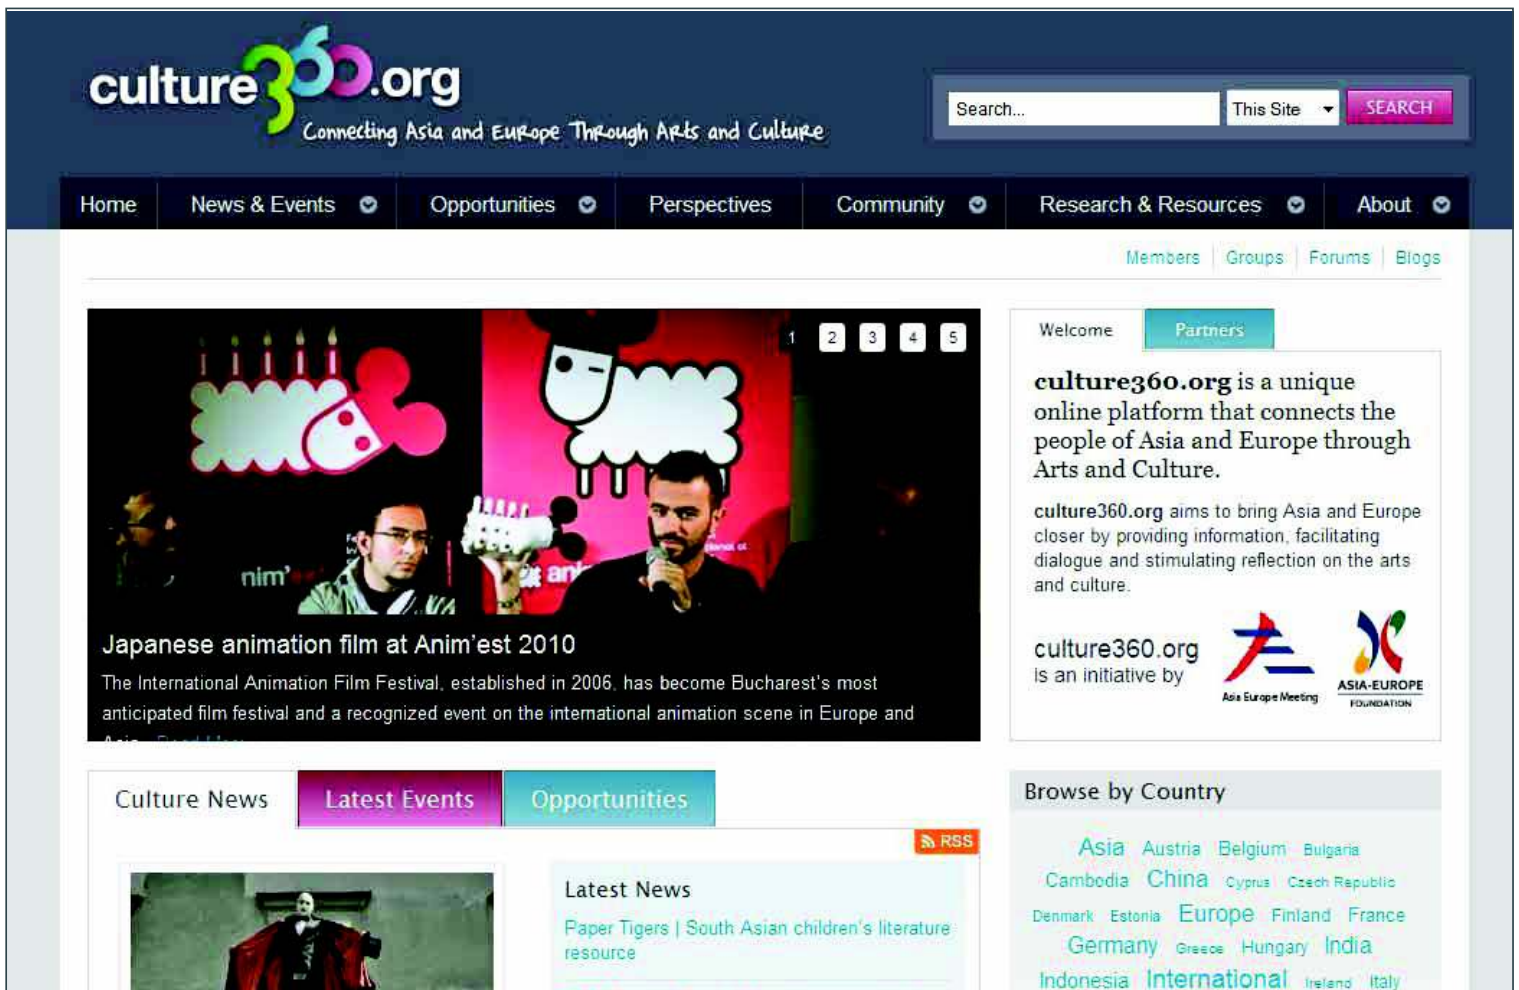 culture360.org
Connecting Asia and Europe Through Arts and Culture
Search...
This Site
SEARCH
Home
News & Events
Opportunities
Perspectives
Community
Research & Resources
About
Members
Groups
Forums
Blogs
1 2 3 4 5
nim'
Japanese animation film at Anim'est 2010
The International Animation Film Festival, established in 2006, has become Bucharest's most
anticipated film festival and a recognized event on the international animation scene in Europe and
Welcome
Partners
culture360.org is a unique
online platform that connects the
people of Asia and Europe through
Arts and Culture.
culture360.org aims to bring Asia and Europe
closer by providing information, facilitating
dialogue and stimulating reflection on the arts
and culture.
culture360.org
is an initiative by
Asia Europe Meeting
ASIA-EUROPE
FOUNDATION
Culture News
Latest Events
Opportunities
RSS
Latest News
Paper Tigers | South Asian children's literature
resource
Browse by Country
Asia Austria Belgium Bulgaria
Cambodia China Cyprus Czech Republic
Denmark Estonia Europe Finland France
Germany Greece Hungary India
Indonesia International Ireland Italy